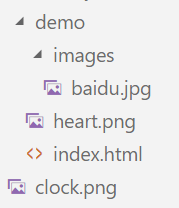 demo
images
baidu.jpg
heart.png
index.html
clock.png